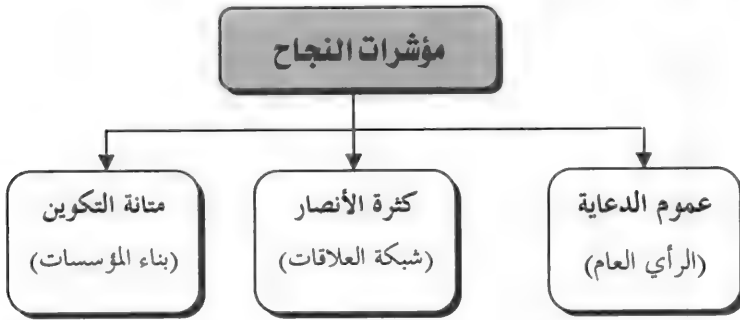 مؤشرات النجاح
عموم الدعاية
(الرأي العام)
كثرة الأنصار
(شبكة العلاقات)
متانة التكوين
(بناء المؤسسات)